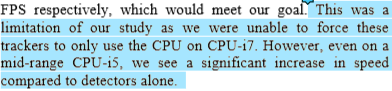 FPS respectively, which would meet our goal. This was a
limitation of our study as we were unable to force these
trackers to only use the CPU on CPU-i7. However, even on a
mid-range CPU-i5, we see a significant increase in speed
compared to detectors alone.